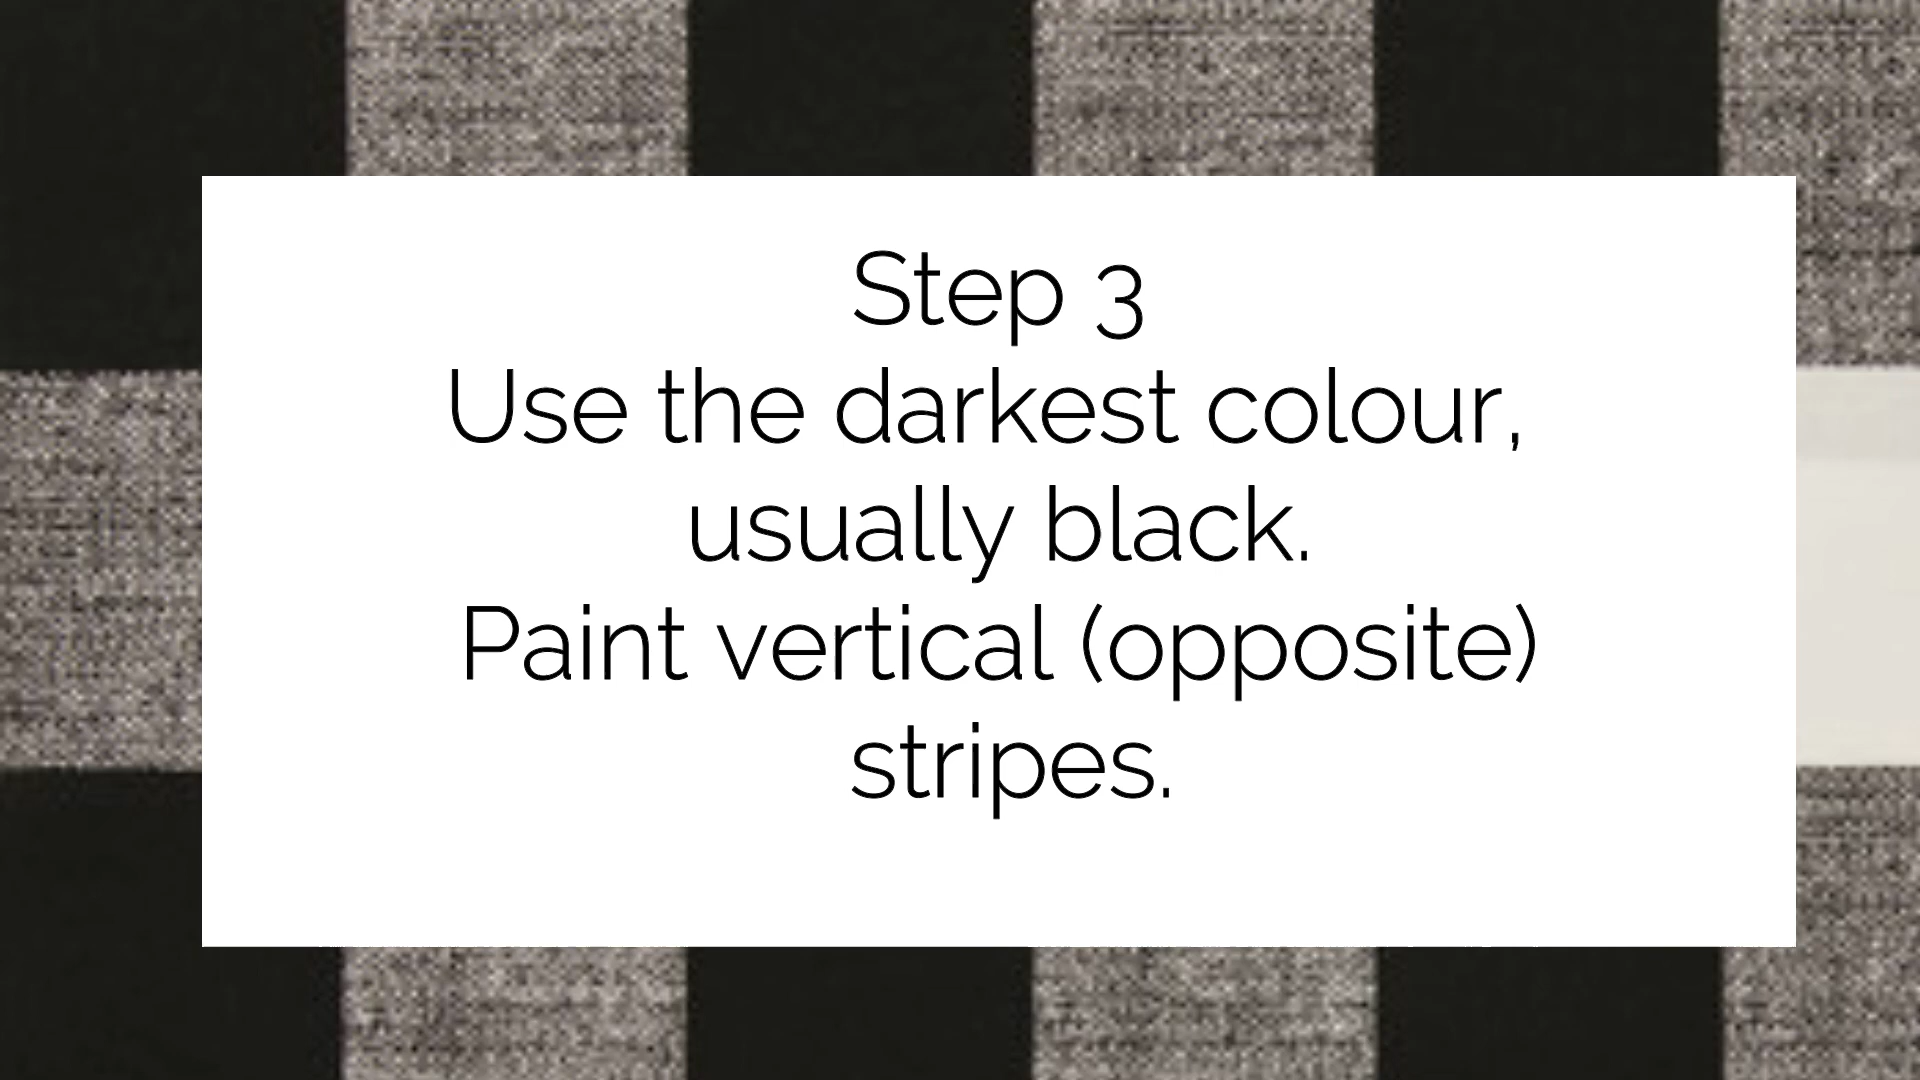 Step 3
Use the darkest colour,
usually black.
Paint vertical (opposite)
stripes.